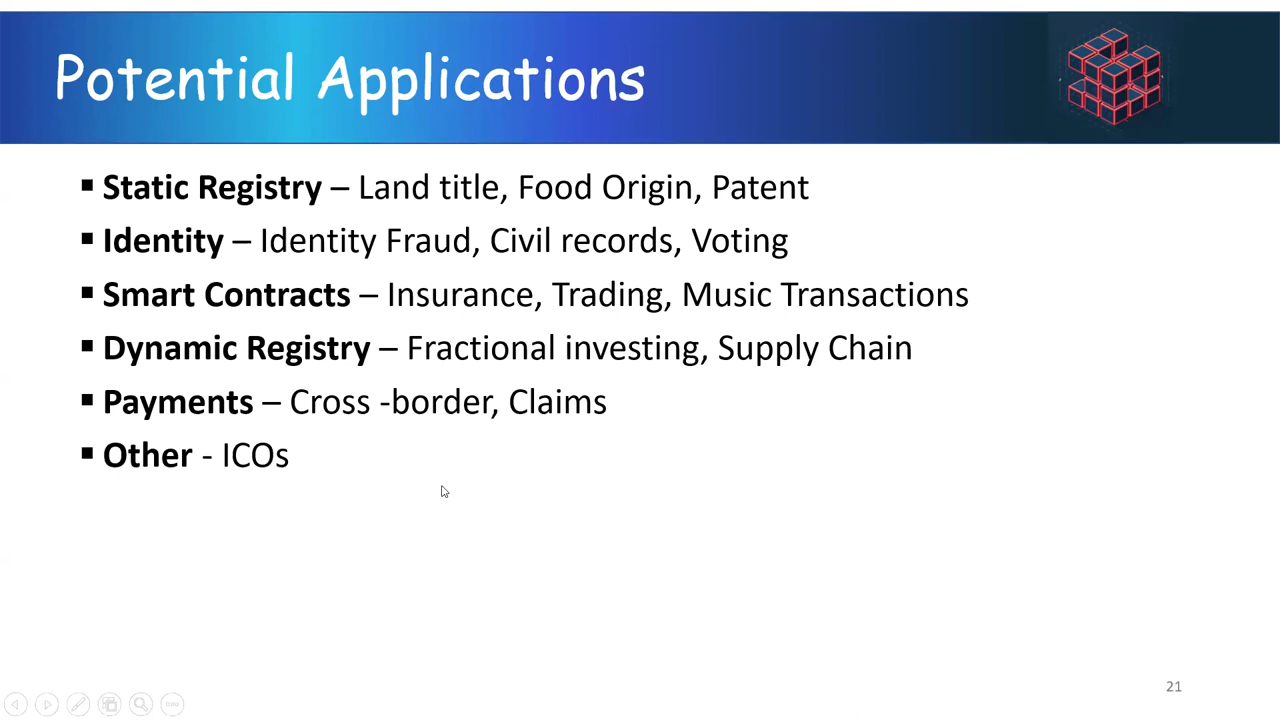 Potential Applications
▪ Static Registry – Land title, Food Origin, Patent
▪ Identity – Identity Fraud, Civil records, Voting
▪ Smart Contracts – Insurance, Trading, Music Transactions
▪ Dynamic Registry – Fractional investing, Supply Chain
▪ Payments – Cross -border, Claims
▪ Other - ICOs
21